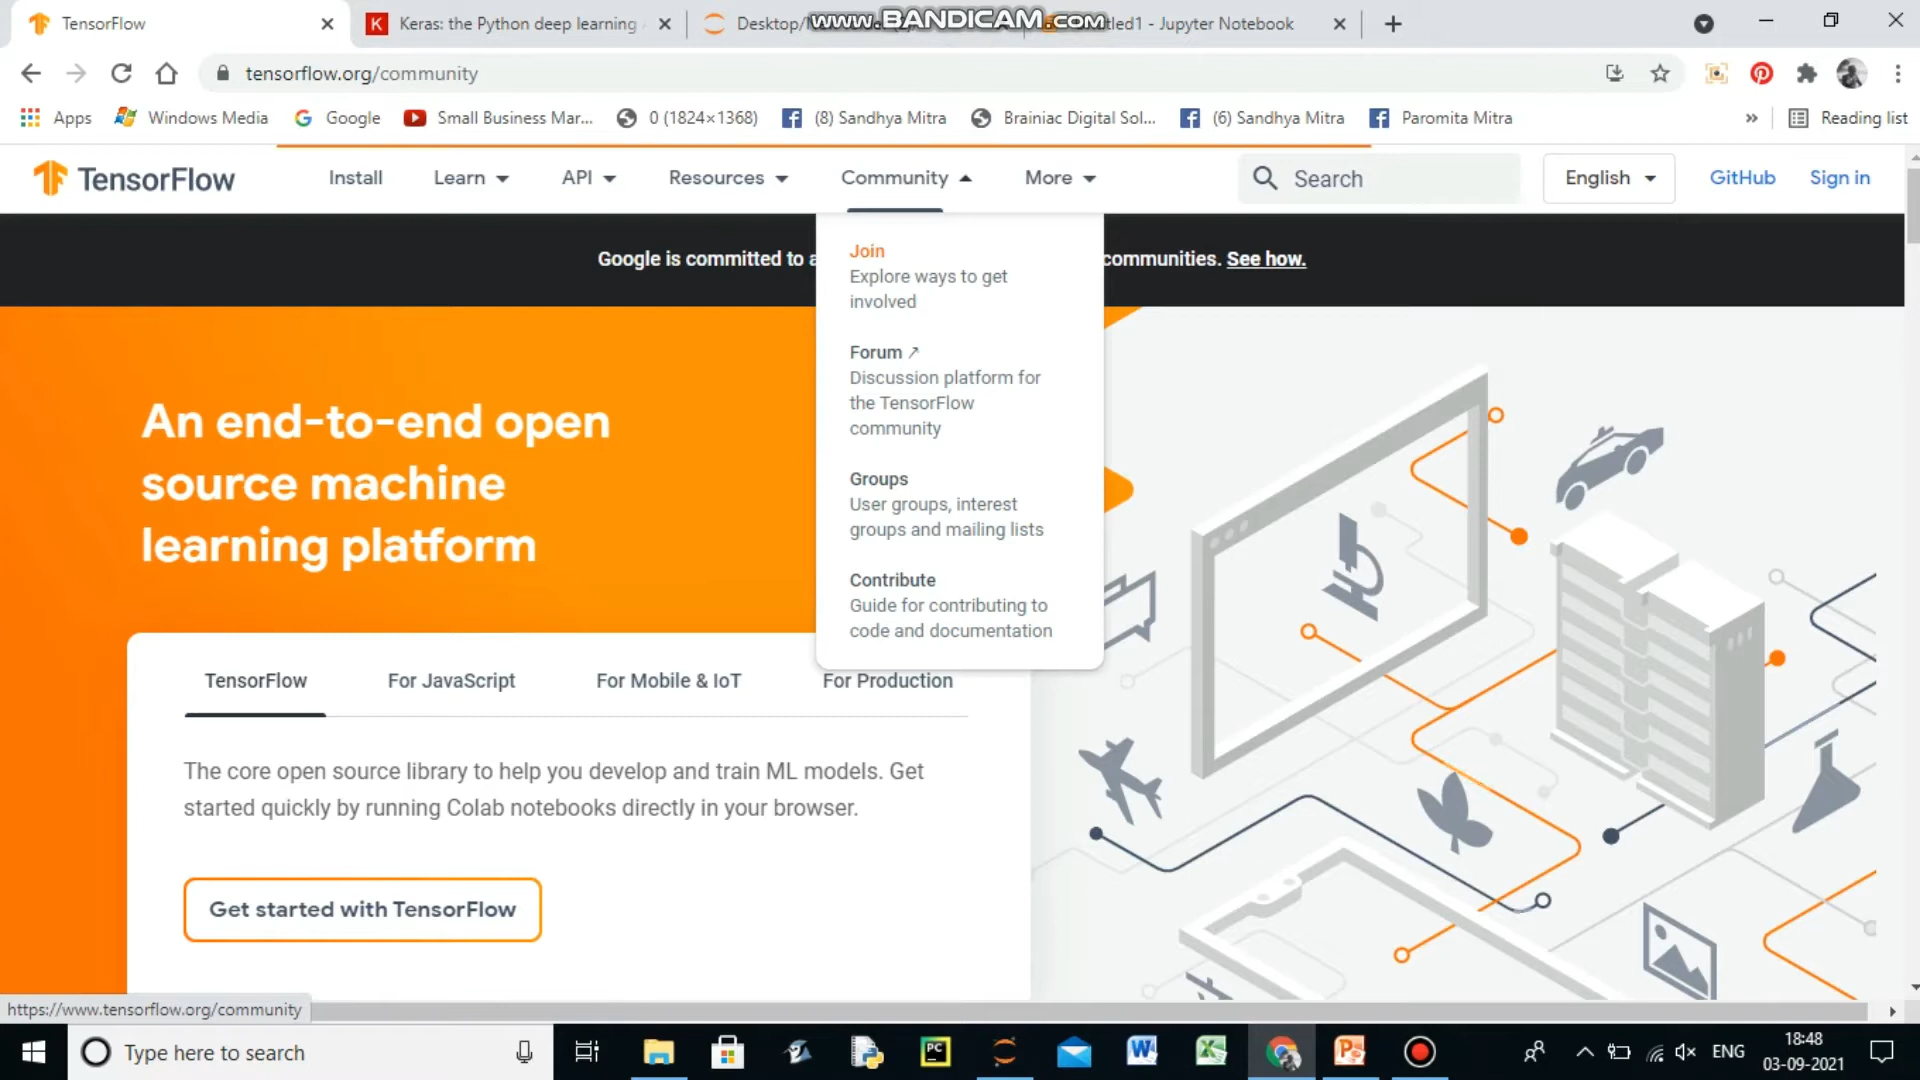 TensorFlow
Keras: the Python deep learning
Desktop/
www.BANDICAM.com
tled1 - Jupyter Notebook
tensorflow.org/community
Apps
Windows Media
Google
Small Business Mar...
0 (1824×1368)
(8) Sandhya Mitra
Brainiac Digital Sol...
(6) Sandhya Mitra
Paromita Mitra
»
Reading list
TensorFlow
Install
Learn
API
Resources
Community
More
Search
English
GitHub
Sign in
Google is committed to a
communities. See how.
Join
Explore ways to get
involved
Forum ↗
Discussion platform for
the TensorFlow
community
Groups
User groups, interest
groups and mailing lists
Contribute
Guide for contributing to
code and documentation
An end-to-end open
source machine
learning platform
TensorFlow
For JavaScript
For Mobile & IoT
For Production
The core open source library to help you develop and train ML models. Get
started quickly by running Colab notebooks directly in your browser.
Get started with TensorFlow
https://www.tensorflow.org/community
Type here to search
ENG
18:48
03-09-2021